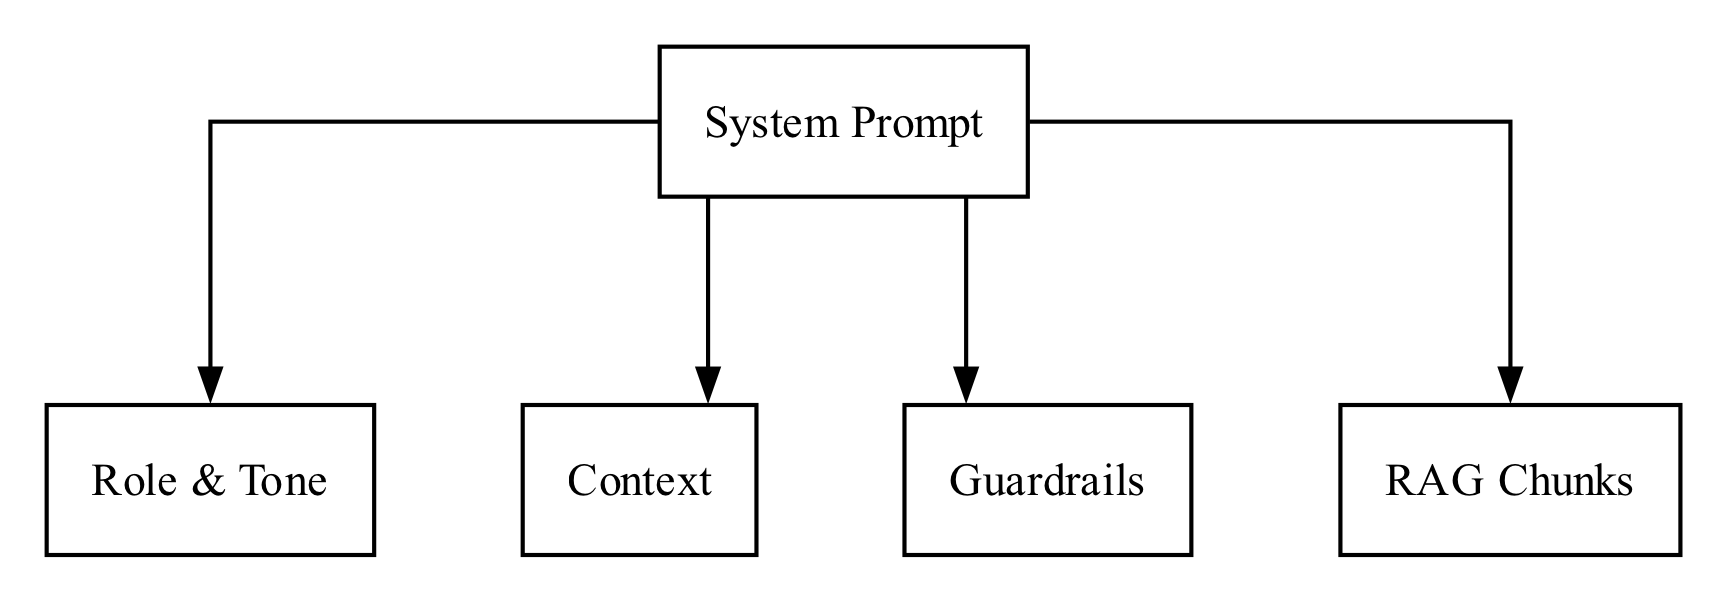 System Prompt
Role & Tone
Context
Guardrails
RAG Chunks